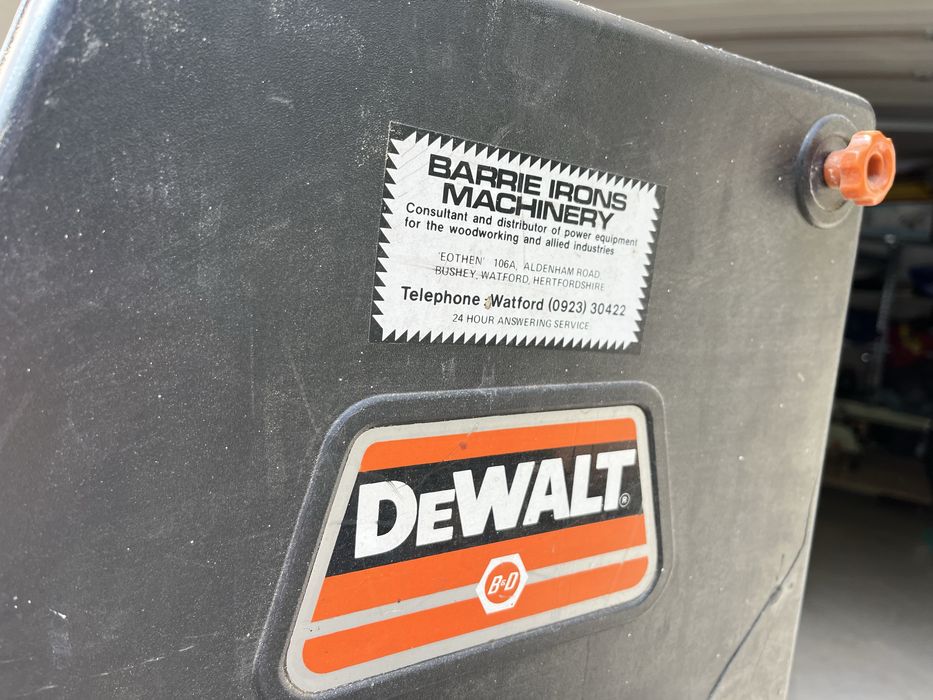 BARRIE IRONS
MACHINERY
Consultant and distributor of power equipment
for the woodworking and allied industries
'EOTHEN' 106A, ALDENHAM ROAD,
BUSHEY, WATFORD, HERTFORDSHIRE
Telephone: Watford (0923) 30422
24 HOUR ANSWERING SERVICE
DEWALT®
B&D